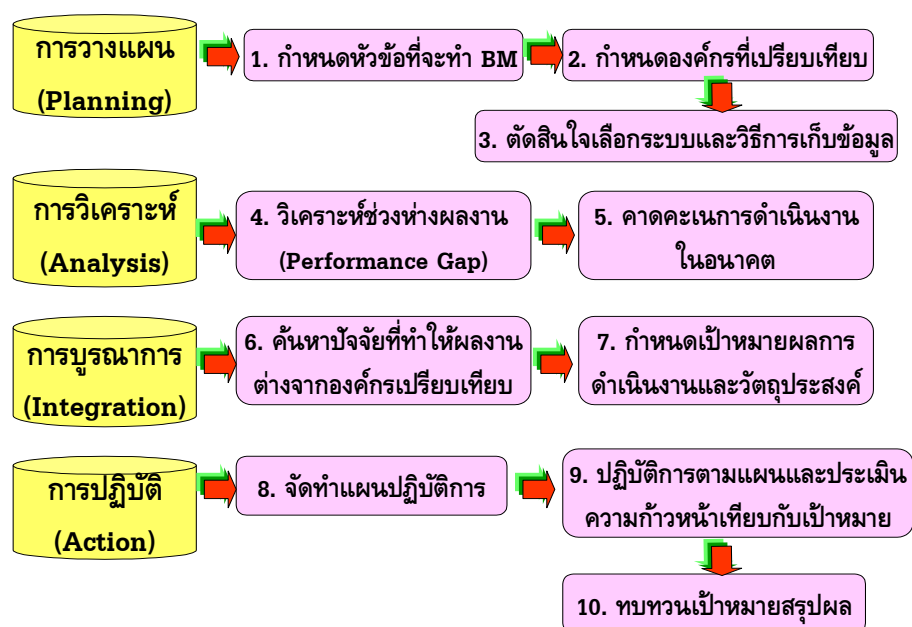 การวางแผน
(Planning)
1. กำหนดหัวข้อที่จะทำ BM
2. กำหนดองค์กรที่เปรียบเทียบ
3. ตัดสินใจเลือกระบบและวิธีการเก็บข้อมูล
การวิเคราะห์
(Analysis)
4. วิเคราะห์ช่วงห่างผลงาน
(Performance Gap)
5. คาดคะเนการดำเนินงาน
ในอนาคต
การบูรณาการ
(Integration)
6. ค้นหาปัจจัยที่ทำให้ผลงาน
ต่างจากองค์กรเปรียบเทียบ
7. กำหนดเป้าหมายผลการ
ดำเนินงานและวัตถุประสงค์
การปฏิบัติ
(Action)
8. จัดทำแผนปฏิบัติการ
9. ปฏิบัติการตามแผนและประเมิน
ความก้าวหน้าเทียบกับเป้าหมาย
10. ทบทวนเป้าหมายสรุปผล